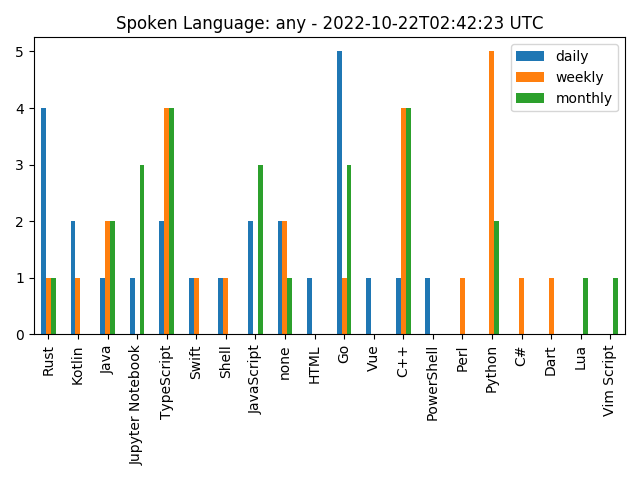 Spoken Language: any - 2022-10-22T02:42:23 UTC
daily
weekly
monthly
5
4
3
2
1
0
Rust
Kotlin
Java
Jupyter Notebook
TypeScript
Swift
Shell
JavaScript
none
HTML
Go
Vue
C++
PowerShell
Perl
Python
C#
Dart
Lua
Vim Script